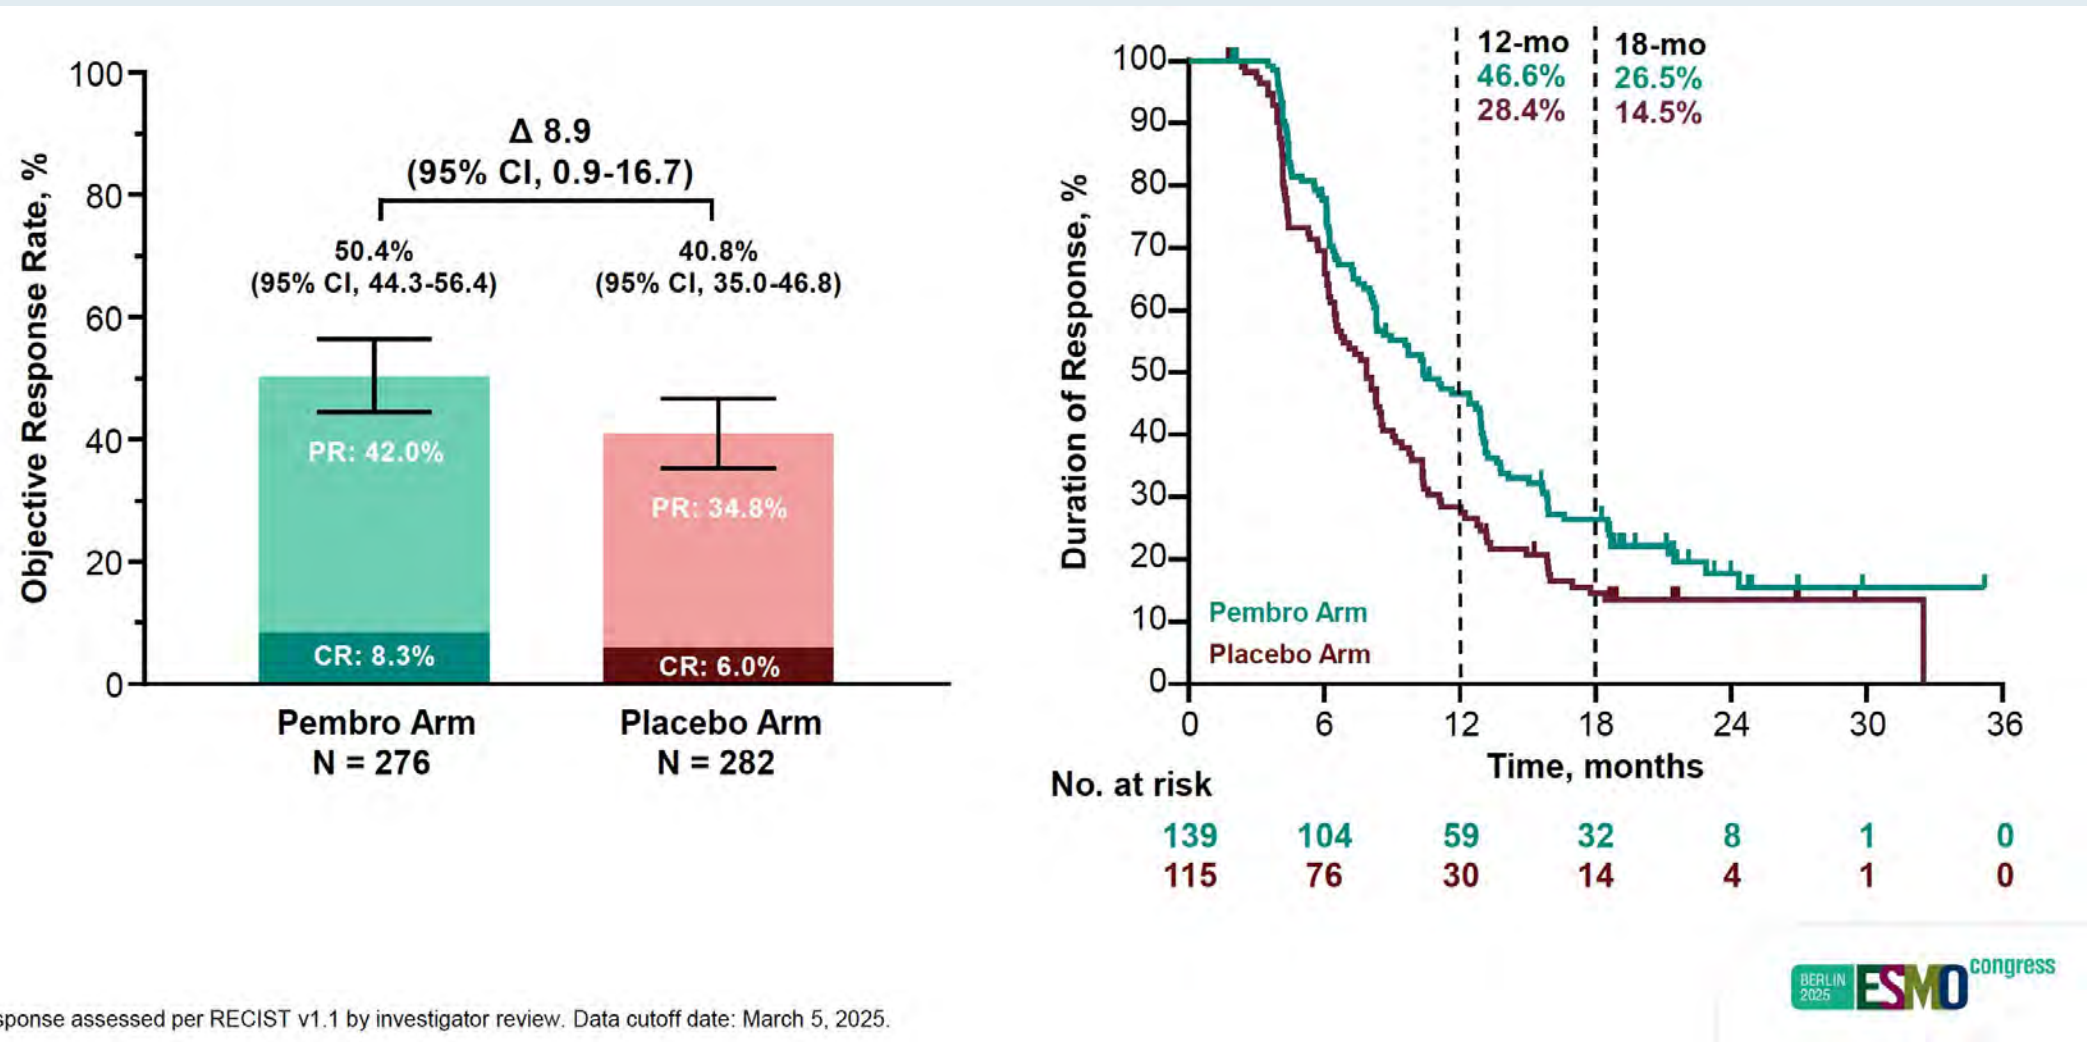 Objective Response Rate, %
100
80
60
40
20
0
Δ 8.9
(95% CI, 0.9-16.7)
50.4%
(95% CI, 44.3-56.4)
40.8%
(95% CI, 35.0-46.8)
PR: 42.0%
CR: 8.3%
PR: 34.8%
CR: 6.0%
Pembro Arm
N = 276
Placebo Arm
N = 282
Duration of Response, %
100
90
80
70
60
50
40
30
20
10
0
12-mo
46.6%
28.4%
18-mo
26.5%
14.5%
Pembro Arm
Placebo Arm
0 6 12 18 24 30 36
Time, months
No. at risk
139 104 59 32 8 1 0
115 76 30 14 4 1 0
sponse assessed per RECIST v1.1 by investigator review. Data cutoff date: March 5, 2025.
BERLIN
2025
ESMO congress